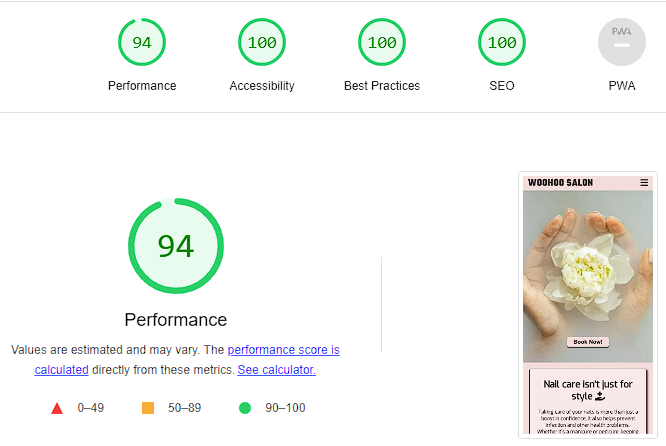 94
100
100
100
PWA
Performance
Accessibility
Best Practices
SEO
PWA
94
Performance
Values are estimated and may vary. The performance score is
calculated directly from these metrics. See calculator.
0–49
50–89
90–100
WOOHOO SALON
Book Now!
Nail care isn't just for
style
Taking care of your nails is more than just a
boost in confidence, it also helps prevent
infection and other health problems.
Whether it's a manicure or pedicure, keeping